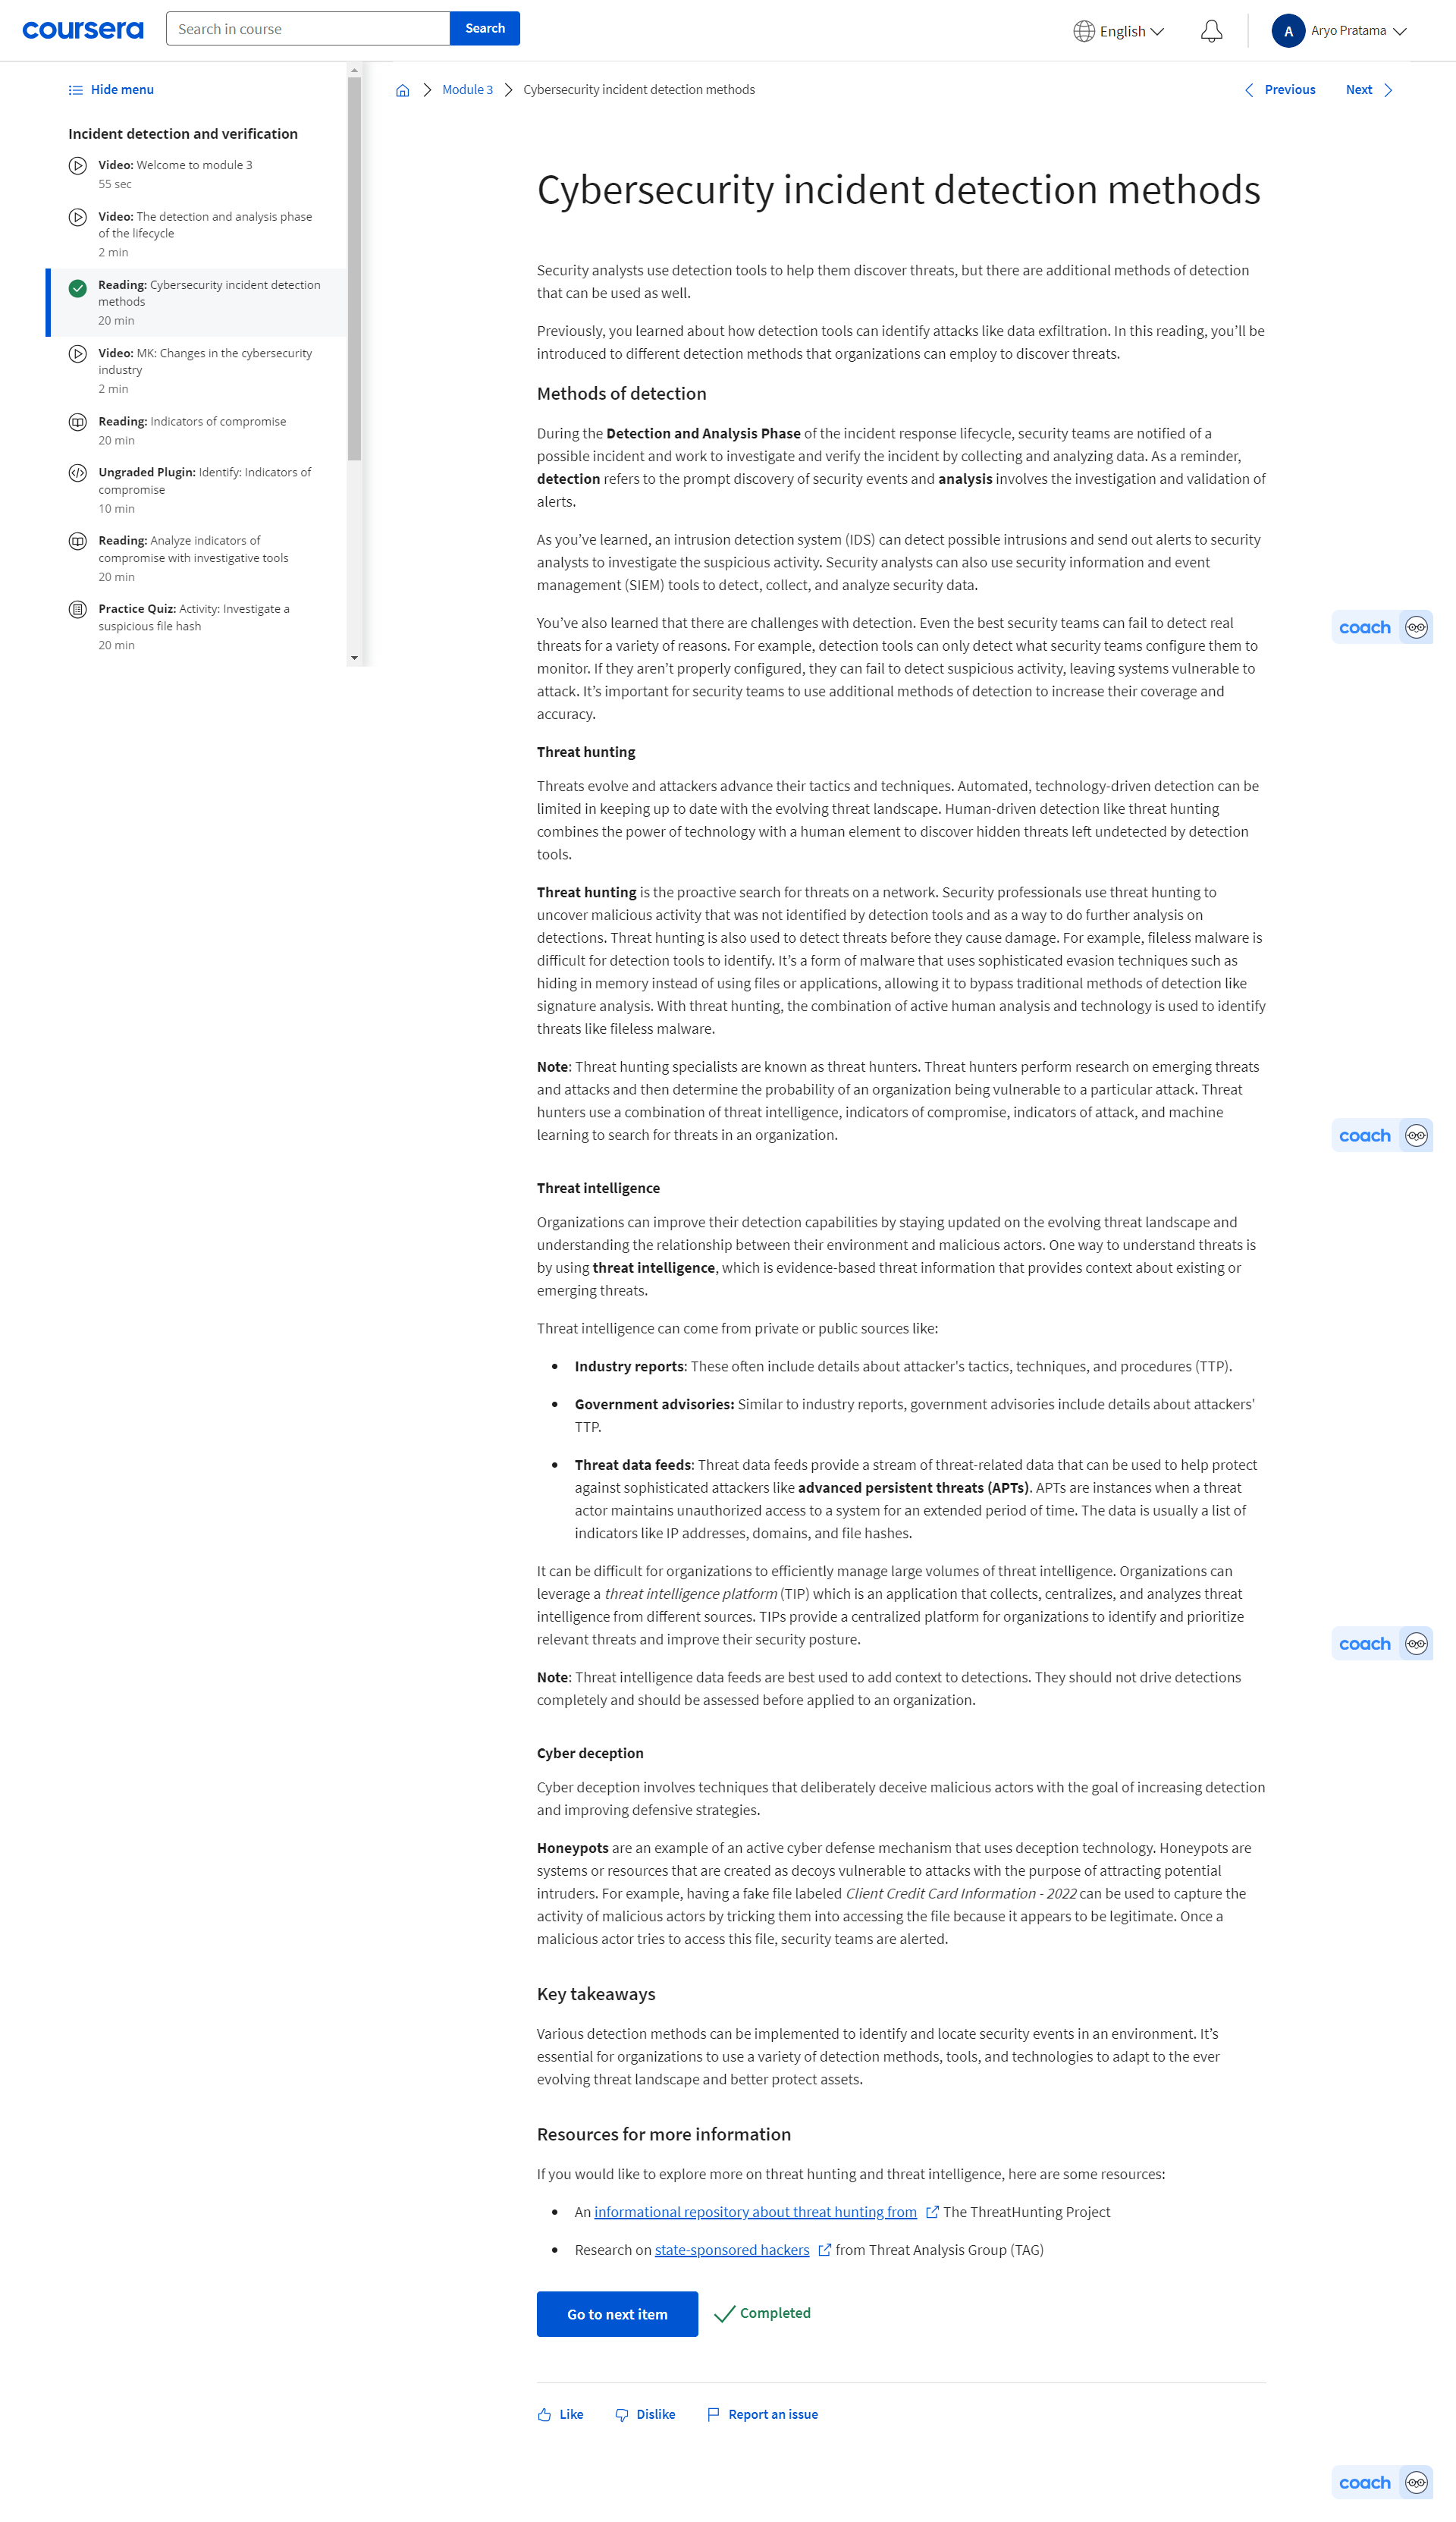 coursera
Search in course
Search
English
A
Aryo Pratama
Hide menu
Incident detection and verification
Video: Welcome to module 3
55 sec
Video: The detection and analysis phase
of the lifecycle
2 min
Reading: Cybersecurity incident detection
methods
20 min
Video: MK: Changes in the cybersecurity
industry
2 min
Reading: Indicators of compromise
20 min
Ungraded Plugin: Identify: Indicators of
compromise
10 min
Reading: Analyze indicators of
compromise with investigative tools
20 min
Practice Quiz: Activity: Investigate a
suspicious file hash
20 min
Module 3
Cybersecurity incident detection methods
Previous
Next
Cybersecurity incident detection methods
Security analysts use detection tools to help them discover threats, but there are additional methods of detection
that can be used as well.
Previously, you learned about how detection tools can identify attacks like data exfiltration. In this reading, you’ll be
introduced to different detection methods that organizations can employ to discover threats.
Methods of detection
During the Detection and Analysis Phase of the incident response lifecycle, security teams are notified of a
possible incident and work to investigate and verify the incident by collecting and analyzing data. As a reminder,
detection refers to the prompt discovery of security events and analysis involves the investigation and validation of
alerts.
As you’ve learned, an intrusion detection system (IDS) can detect possible intrusions and send out alerts to security
analysts to investigate the suspicious activity. Security analysts can also use security information and event
management (SIEM) tools to detect, collect, and analyze security data.
You’ve also learned that there are challenges with detection. Even the best security teams can fail to detect real
threats for a variety of reasons. For example, detection tools can only detect what security teams configure them to
monitor. If they aren’t properly configured, they can fail to detect suspicious activity, leaving systems vulnerable to
attack. It’s important for security teams to use additional methods of detection to increase their coverage and
accuracy.
coach
Threat hunting
Threats evolve and attackers advance their tactics and techniques. Automated, technology-driven detection can be
limited in keeping up to date with the evolving threat landscape. Human-driven detection like threat hunting
combines the power of technology with a human element to discover hidden threats left undetected by detection
tools.
Threat hunting is the proactive search for threats on a network. Security professionals use threat hunting to
uncover malicious activity that was not identified by detection tools and as a way to do further analysis on
detections. Threat hunting is also used to detect threats before they cause damage. For example, fileless malware is
difficult for detection tools to identify. It’s a form of malware that uses sophisticated evasion techniques such as
hiding in memory instead of using files or applications, allowing it to bypass traditional methods of detection like
signature analysis. With threat hunting, the combination of active human analysis and technology is used to identify
threats like fileless malware.
Note: Threat hunting specialists are known as threat hunters. Threat hunters perform research on emerging threats
and attacks and then determine the probability of an organization being vulnerable to a particular attack. Threat
hunters use a combination of threat intelligence, indicators of compromise, indicators of attack, and machine
learning to search for threats in an organization.
coach
Threat intelligence
Organizations can improve their detection capabilities by staying updated on the evolving threat landscape and
understanding the relationship between their environment and malicious actors. One way to understand threats is
by using threat intelligence, which is evidence-based threat information that provides context about existing or
emerging threats.
Threat intelligence can come from private or public sources like:
• Industry reports: These often include details about attacker's tactics, techniques, and procedures (TTP).
• Government advisories: Similar to industry reports, government advisories include details about attackers'
TTP.
• Threat data feeds: Threat data feeds provide a stream of threat-related data that can be used to help protect
against sophisticated attackers like advanced persistent threats (APTs). APTs are instances when a threat
actor maintains unauthorized access to a system for an extended period of time. The data is usually a list of
indicators like IP addresses, domains, and file hashes.
It can be difficult for organizations to efficiently manage large volumes of threat intelligence. Organizations can
leverage a threat intelligence platform (TIP) which is an application that collects, centralizes, and analyzes threat
intelligence from different sources. TIPs provide a centralized platform for organizations to identify and prioritize
relevant threats and improve their security posture.
coach
Note: Threat intelligence data feeds are best used to add context to detections. They should not drive detections
completely and should be assessed before applied to an organization.
Cyber deception
Cyber deception involves techniques that deliberately deceive malicious actors with the goal of increasing detection
and improving defensive strategies.
Honeypots are an example of an active cyber defense mechanism that uses deception technology. Honeypots are
systems or resources that are created as decoys vulnerable to attacks with the purpose of attracting potential
intruders. For example, having a fake file labeled Client Credit Card Information - 2022 can be used to capture the
activity of malicious actors by tricking them into accessing the file because it appears to be legitimate. Once a
malicious actor tries to access this file, security teams are alerted.
Key takeaways
Various detection methods can be implemented to identify and locate security events in an environment. It’s
essential for organizations to use a variety of detection methods, tools, and technologies to adapt to the ever
evolving threat landscape and better protect assets.
Resources for more information
If you would like to explore more on threat hunting and threat intelligence, here are some resources:
• An informational repository about threat hunting from The ThreatHunting Project
• Research on state-sponsored hackers from Threat Analysis Group (TAG)
Go to next item
Completed
Like
Dislike
Report an issue
coach